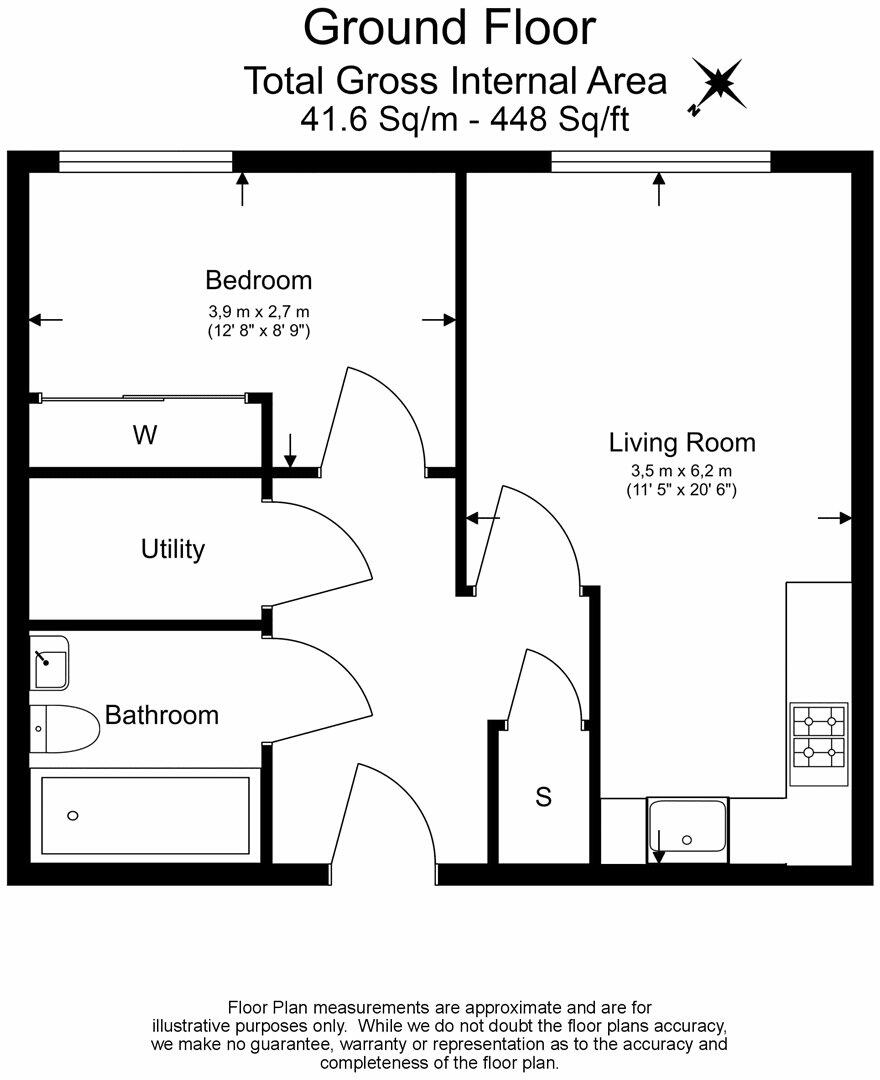 Ground Floor
Total Gross Internal Area
41.6 Sq/m - 448 Sq/ft
N
Bedroom
3,9 m x 2,7 m
(12' 8" x 8' 9")
W
Living Room
3,5 m x 6,2 m
(11' 5" x 20' 6")
Utility
Bathroom
S
Floor Plan measurements are approximate and are for
illustrative purposes only.  While we do not doubt the floor plans accuracy,
we make no guarantee, warranty or representation as to the accuracy and
completeness of the floor plan.